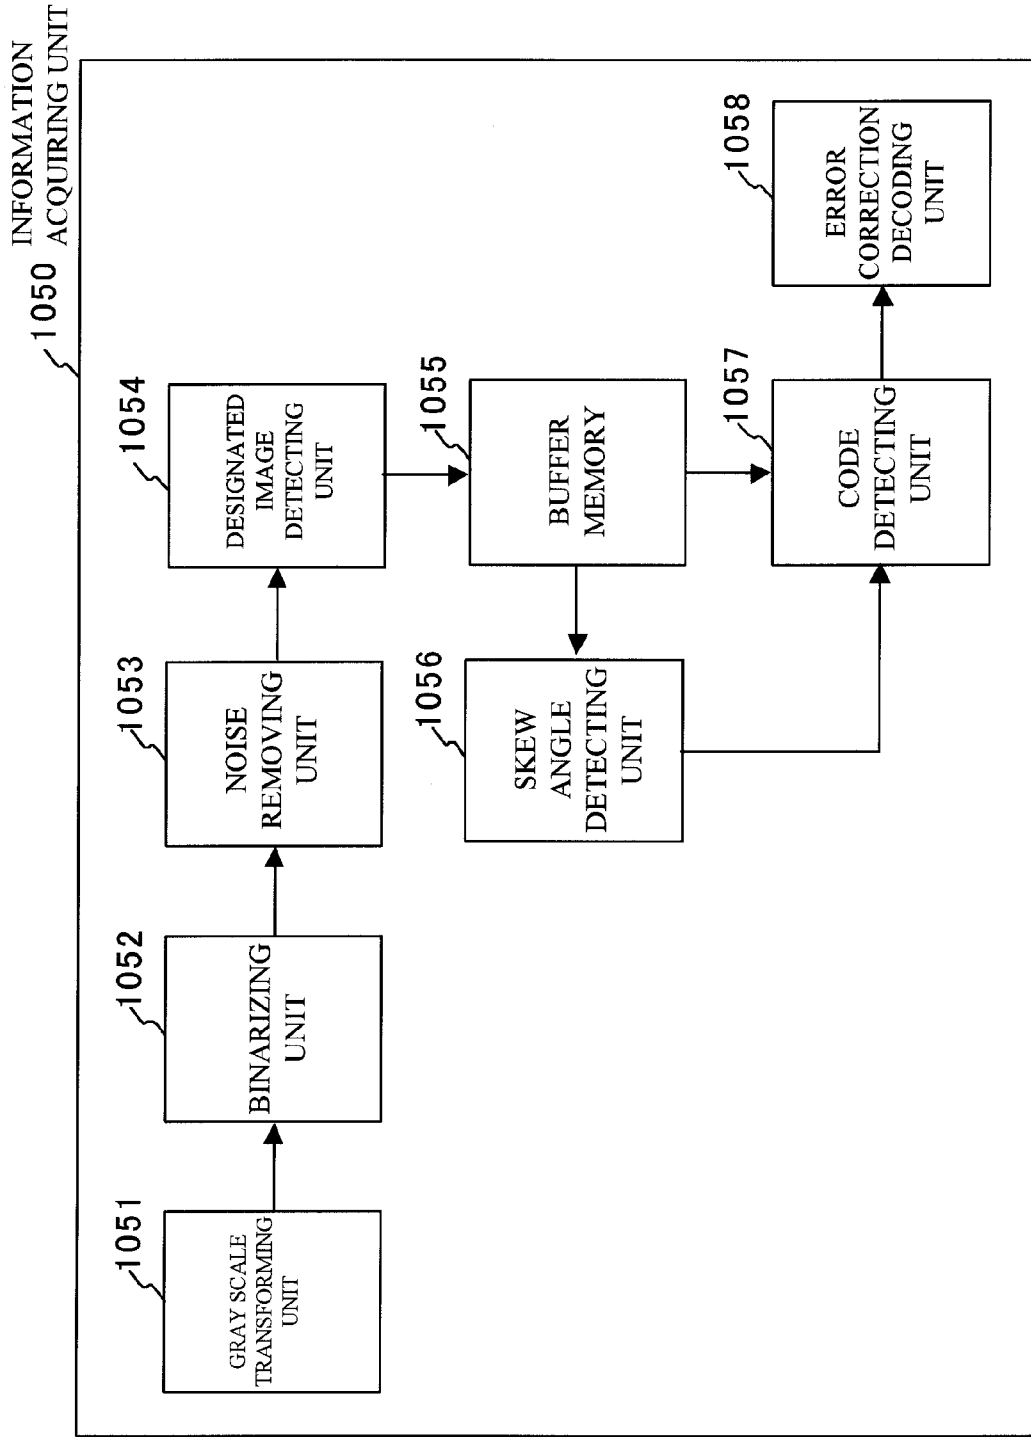 1050
INFORMATION
ACQUIRING UNIT
1051
GRAY SCALE
TRANSFORMING
UNIT
1052
BINARIZING
UNIT
1053
NOISE
REMOVING
UNIT
1054
DESIGNATED
IMAGE
DETECTING
UNIT
1055
BUFFER
MEMORY
1056
SKEW
ANGLE
DETECTING
UNIT
1057
CODE
DETECTING
UNIT
1058
ERROR
CORRECTION
DECODING
UNIT